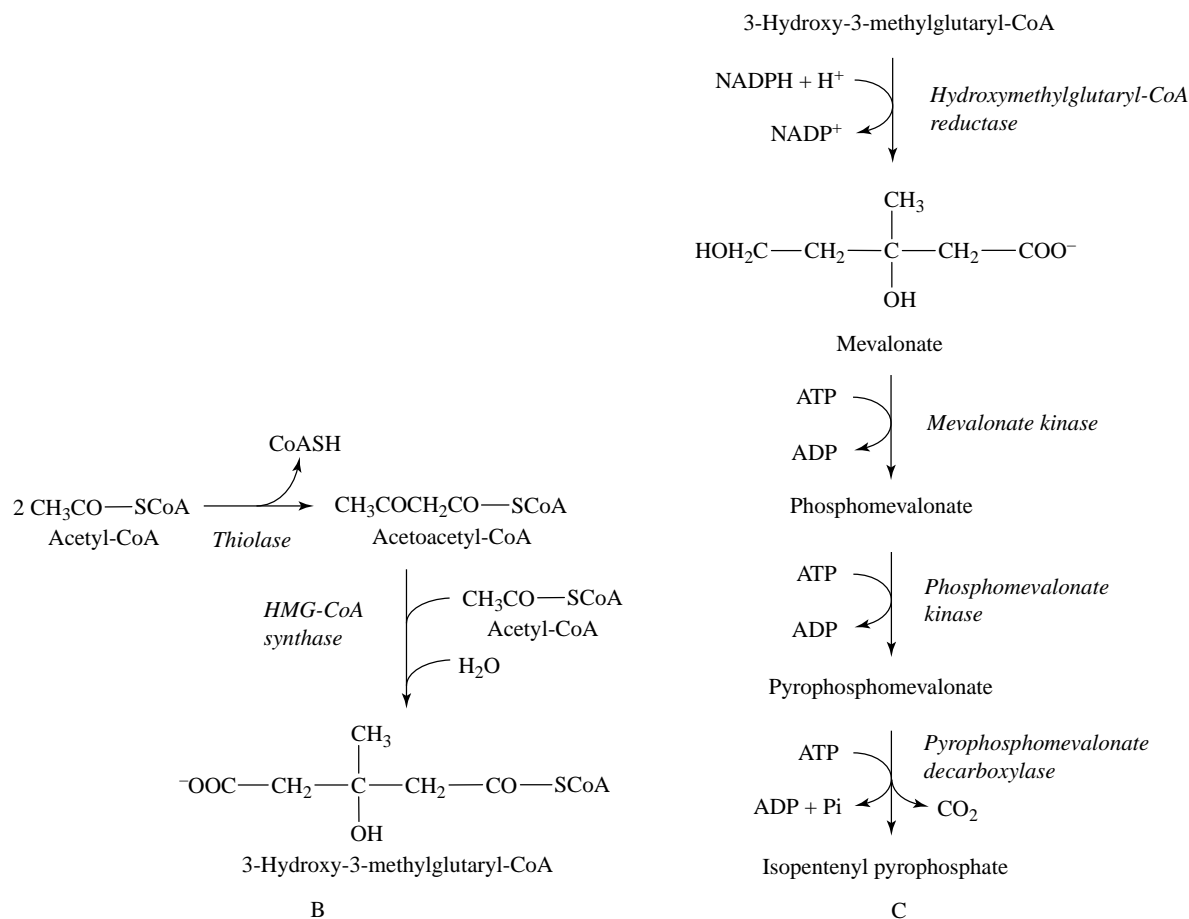 2 CH₃CO—SCoA
Acetyl-CoA
CoASH
Thiolase
CH₃COCH₂CO—SCoA
Acetoacetyl-CoA
HMG-CoA
synthase
CH₃CO—SCoA
Acetyl-CoA
H₂O
CH₃
⁻OOC—CH₂—C—CH₂—CO—SCoA
OH
3-Hydroxy-3-methylglutaryl-CoA
B
3-Hydroxy-3-methylglutaryl-CoA
NADPH + H⁺
NADP⁺
Hydroxymethylglutaryl-CoA
reductase
CH₃
HOH₂C—CH₂—C—CH₂—COO⁻
OH
Mevalonate
ATP
ADP
Mevalonate kinase
Phosphomevalonate
ATP
ADP
Phosphomevalonate
kinase
Pyrophosphomevalonate
ATP
ADP + Pi
Pyrophosphomevalonate
decarboxylase
CO₂
Isopentenyl pyrophosphate
C